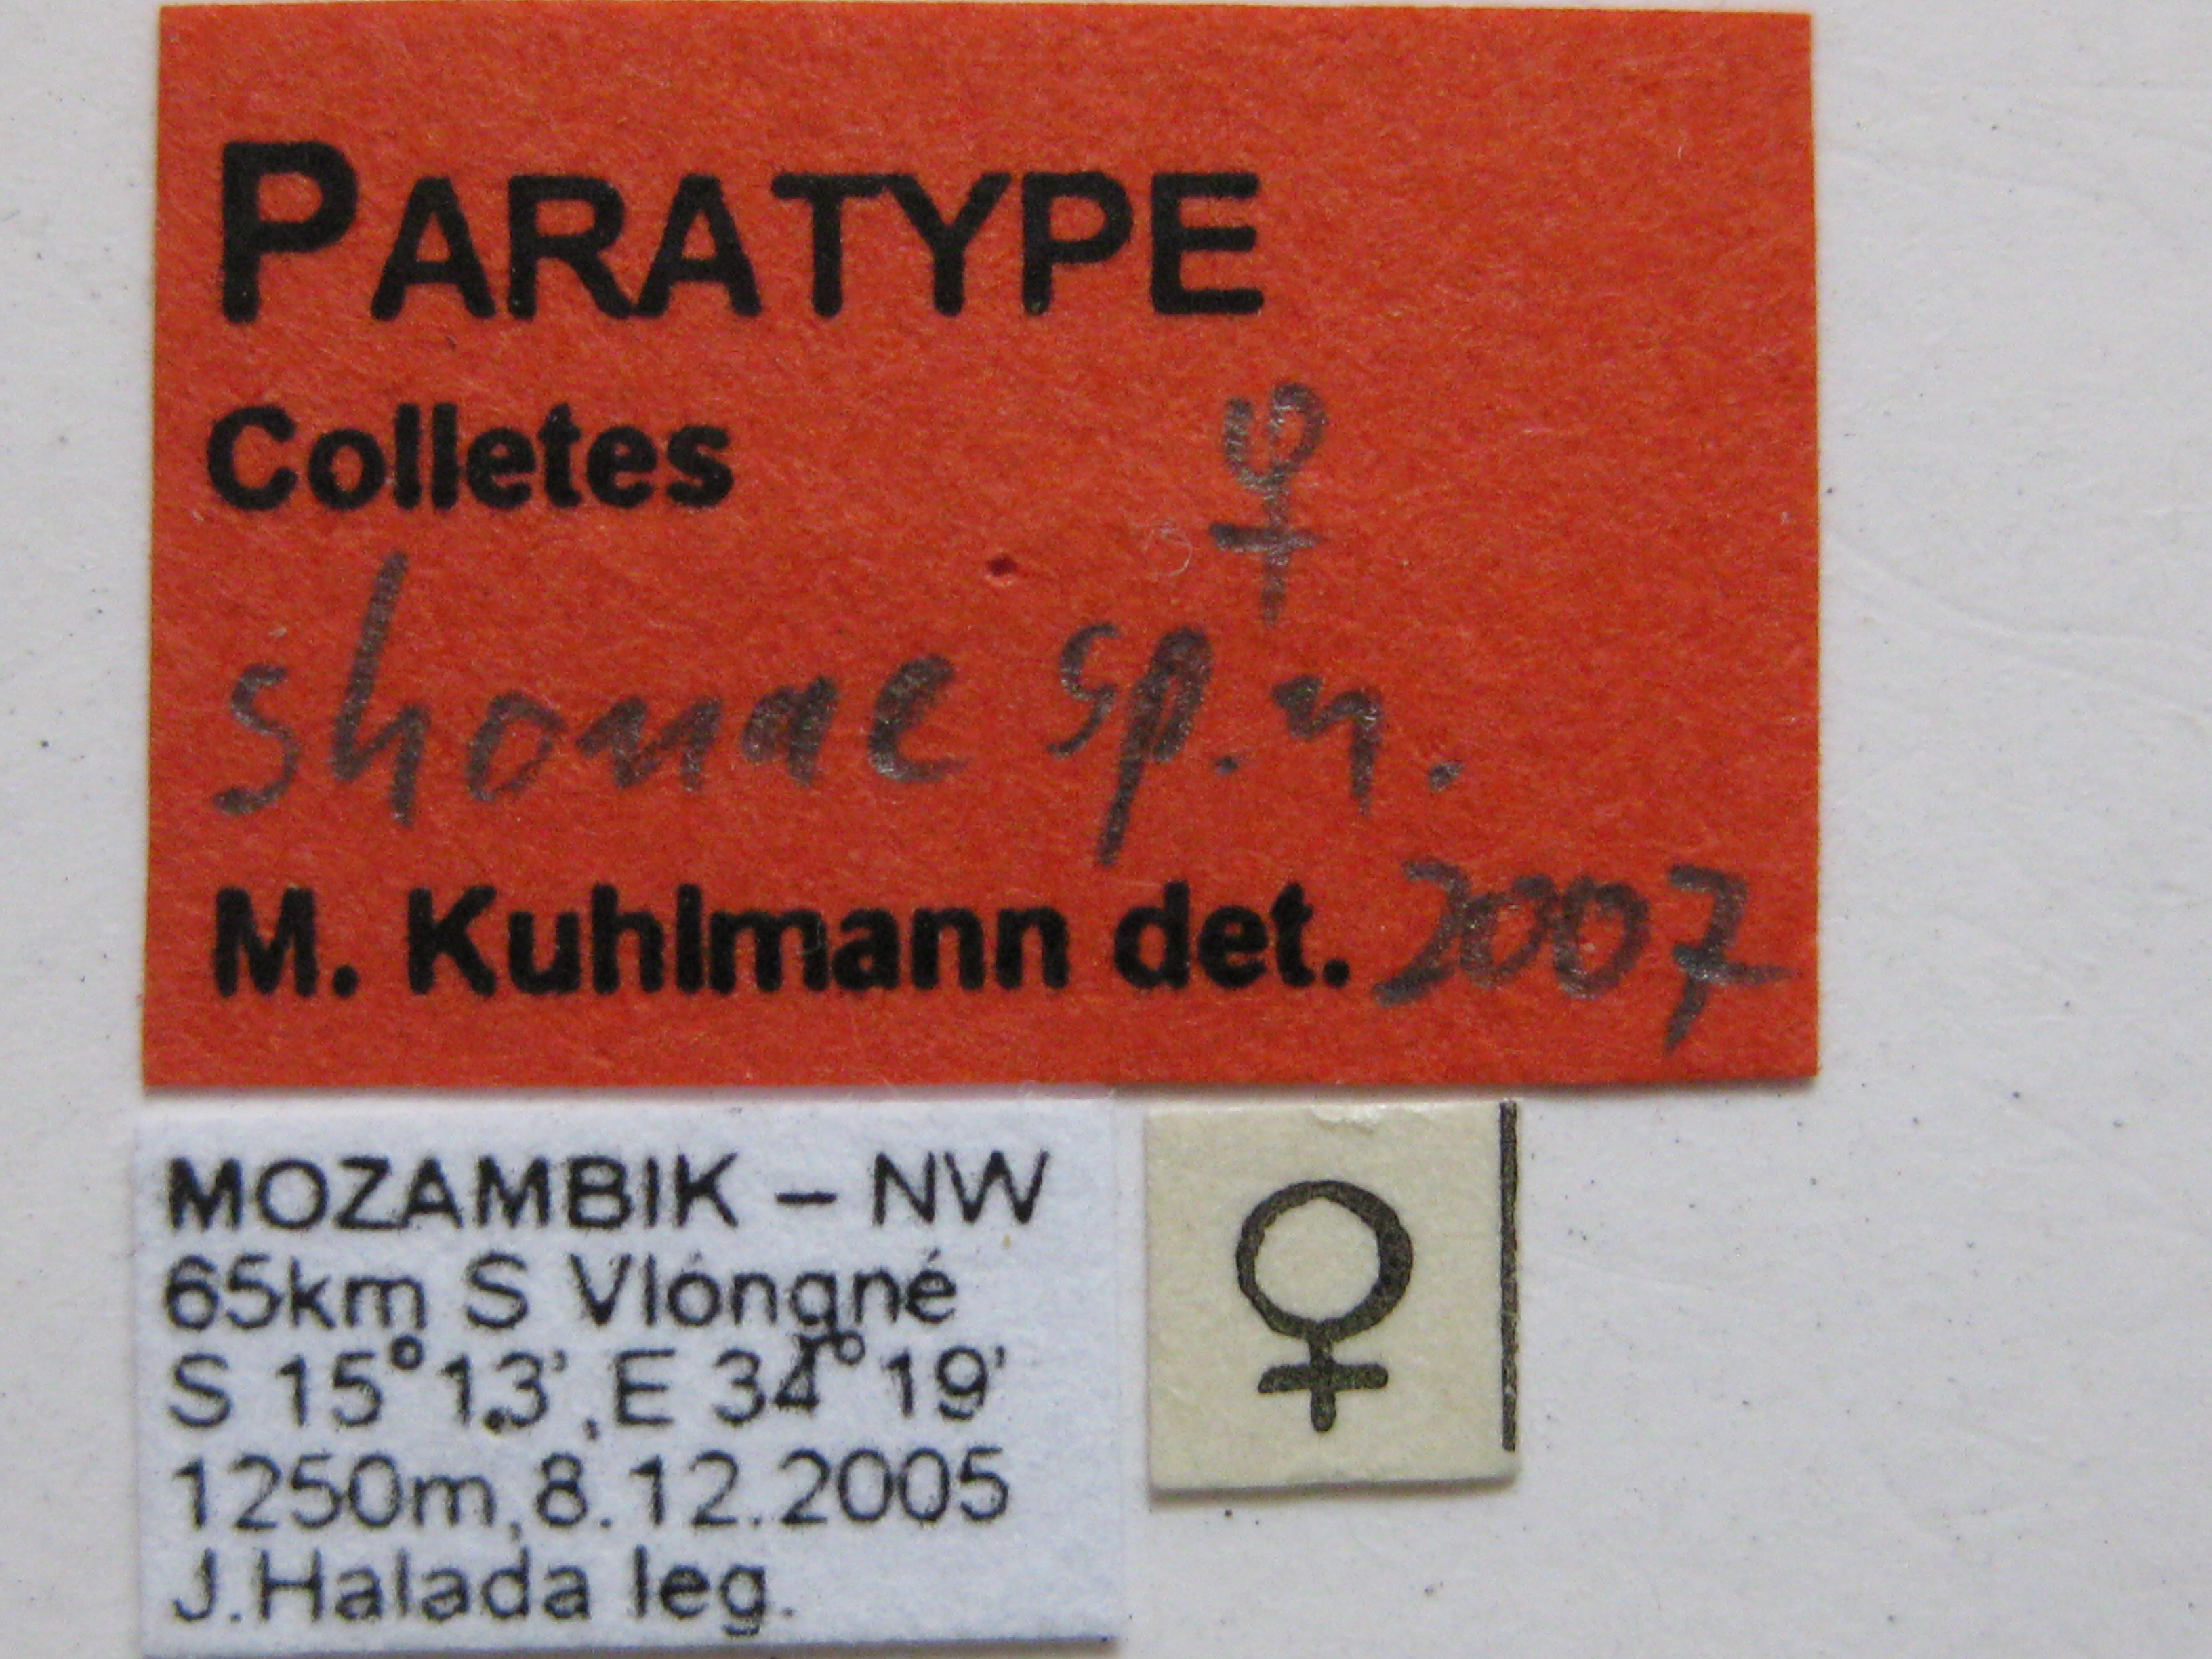 PARATYPE
Colletes ♀
shonae sp. n.
M. Kuhlmann det. 2007
MOZAMBIK – NW
65km S Vlóngné
S 15° 13', E 34° 19'
1250m, 8.12.2005
J.Halada leg.
♀